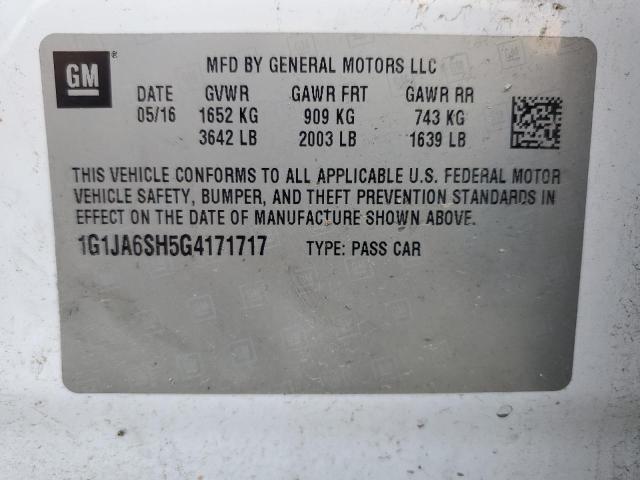 GM ®
MFD BY GENERAL MOTORS LLC
DATE GVWR GAWR FRT GAWR RR
05/16 1652 KG 909 KG 743 KG
3642 LB 2003 LB 1639 LB
THIS VEHICLE CONFORMS TO ALL APPLICABLE U.S. FEDERAL MOTOR
VEHICLE SAFETY, BUMPER, AND THEFT PREVENTION STANDARDS IN
EFFECT ON THE DATE OF MANUFACTURE SHOWN ABOVE.
1G1JA6SH5G4171717 TYPE: PASS CAR